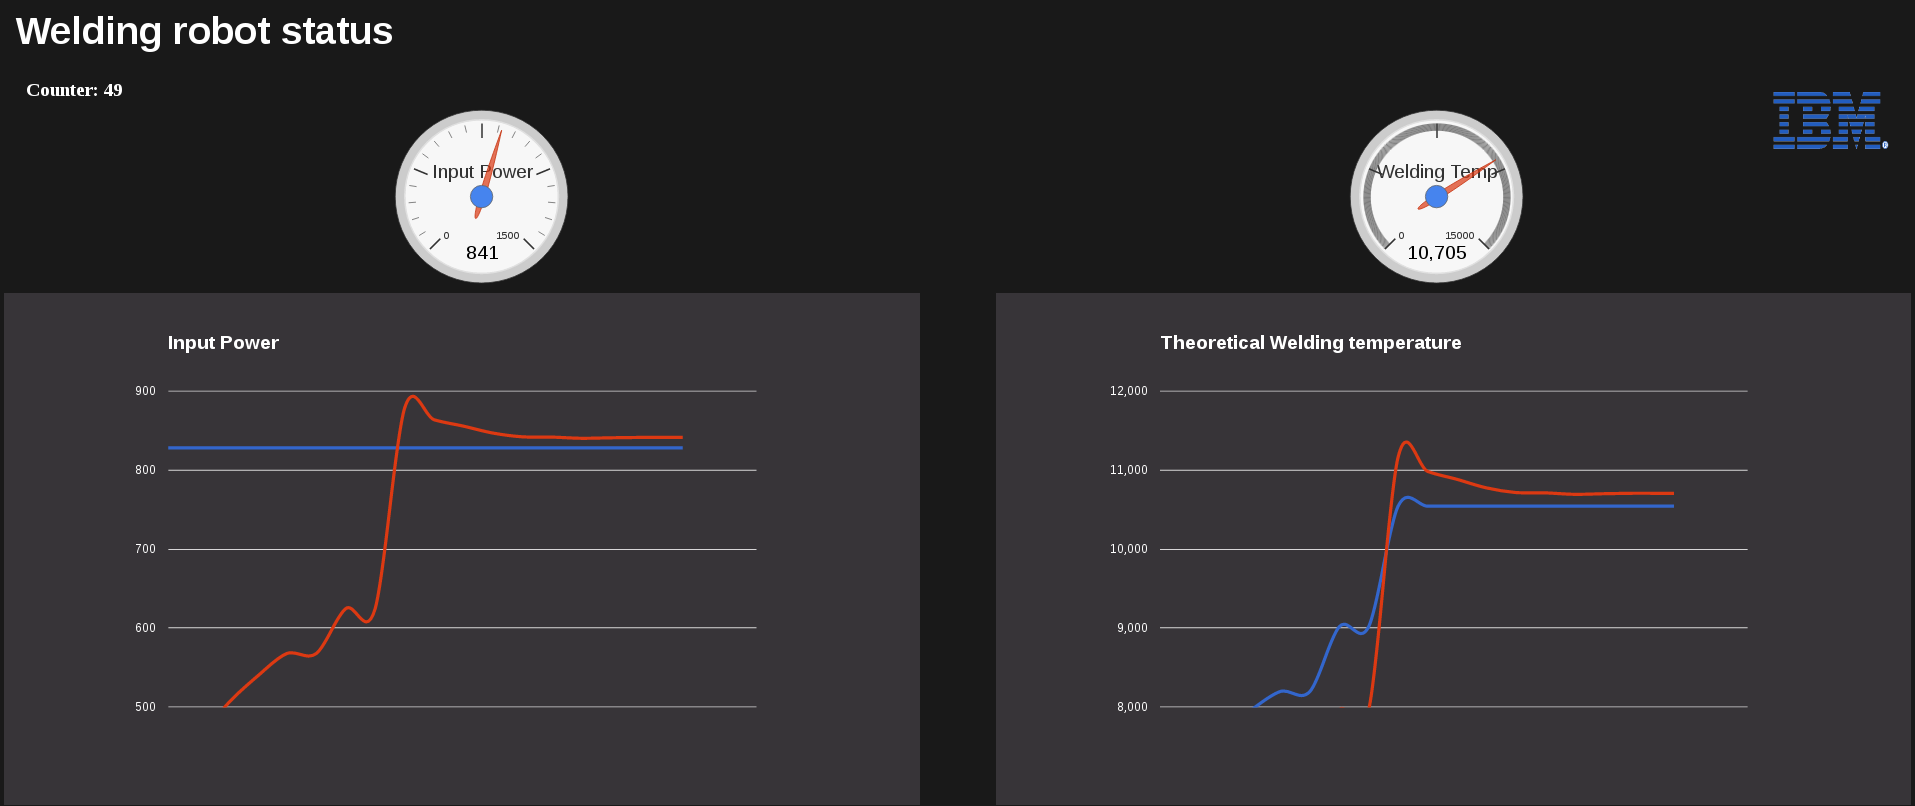 Welding robot status
Counter: 49
Input Power
0 1500
841
Welding Temp
0 15000
10,705
IBM®
Input Power
900
800
700
600
500
Theoretical Welding temperature
12,000
11,000
10,000
9,000
8,000